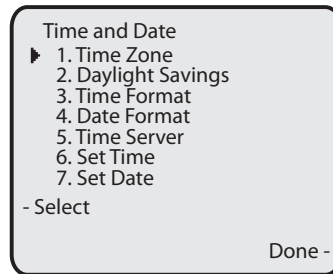 Time and Date
1. Time Zone
2. Daylight Savings
3. Time Format
4. Date Format
5. Time Server
6. Set Time
7. Set Date
- Select
Done -